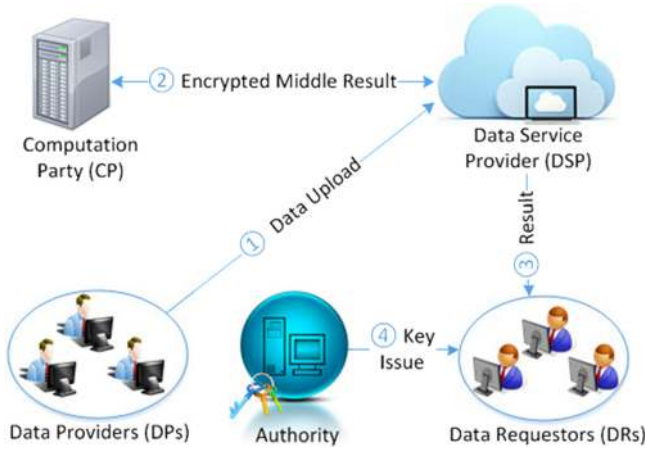 ② Encrypted Middle Result
Computation
Party (CP)
Data Service
Provider (DSP)
① Data Upload
③ Result
④ Key
Issue
Data Providers (DPs)
Authority
Data Requestors (DRs)